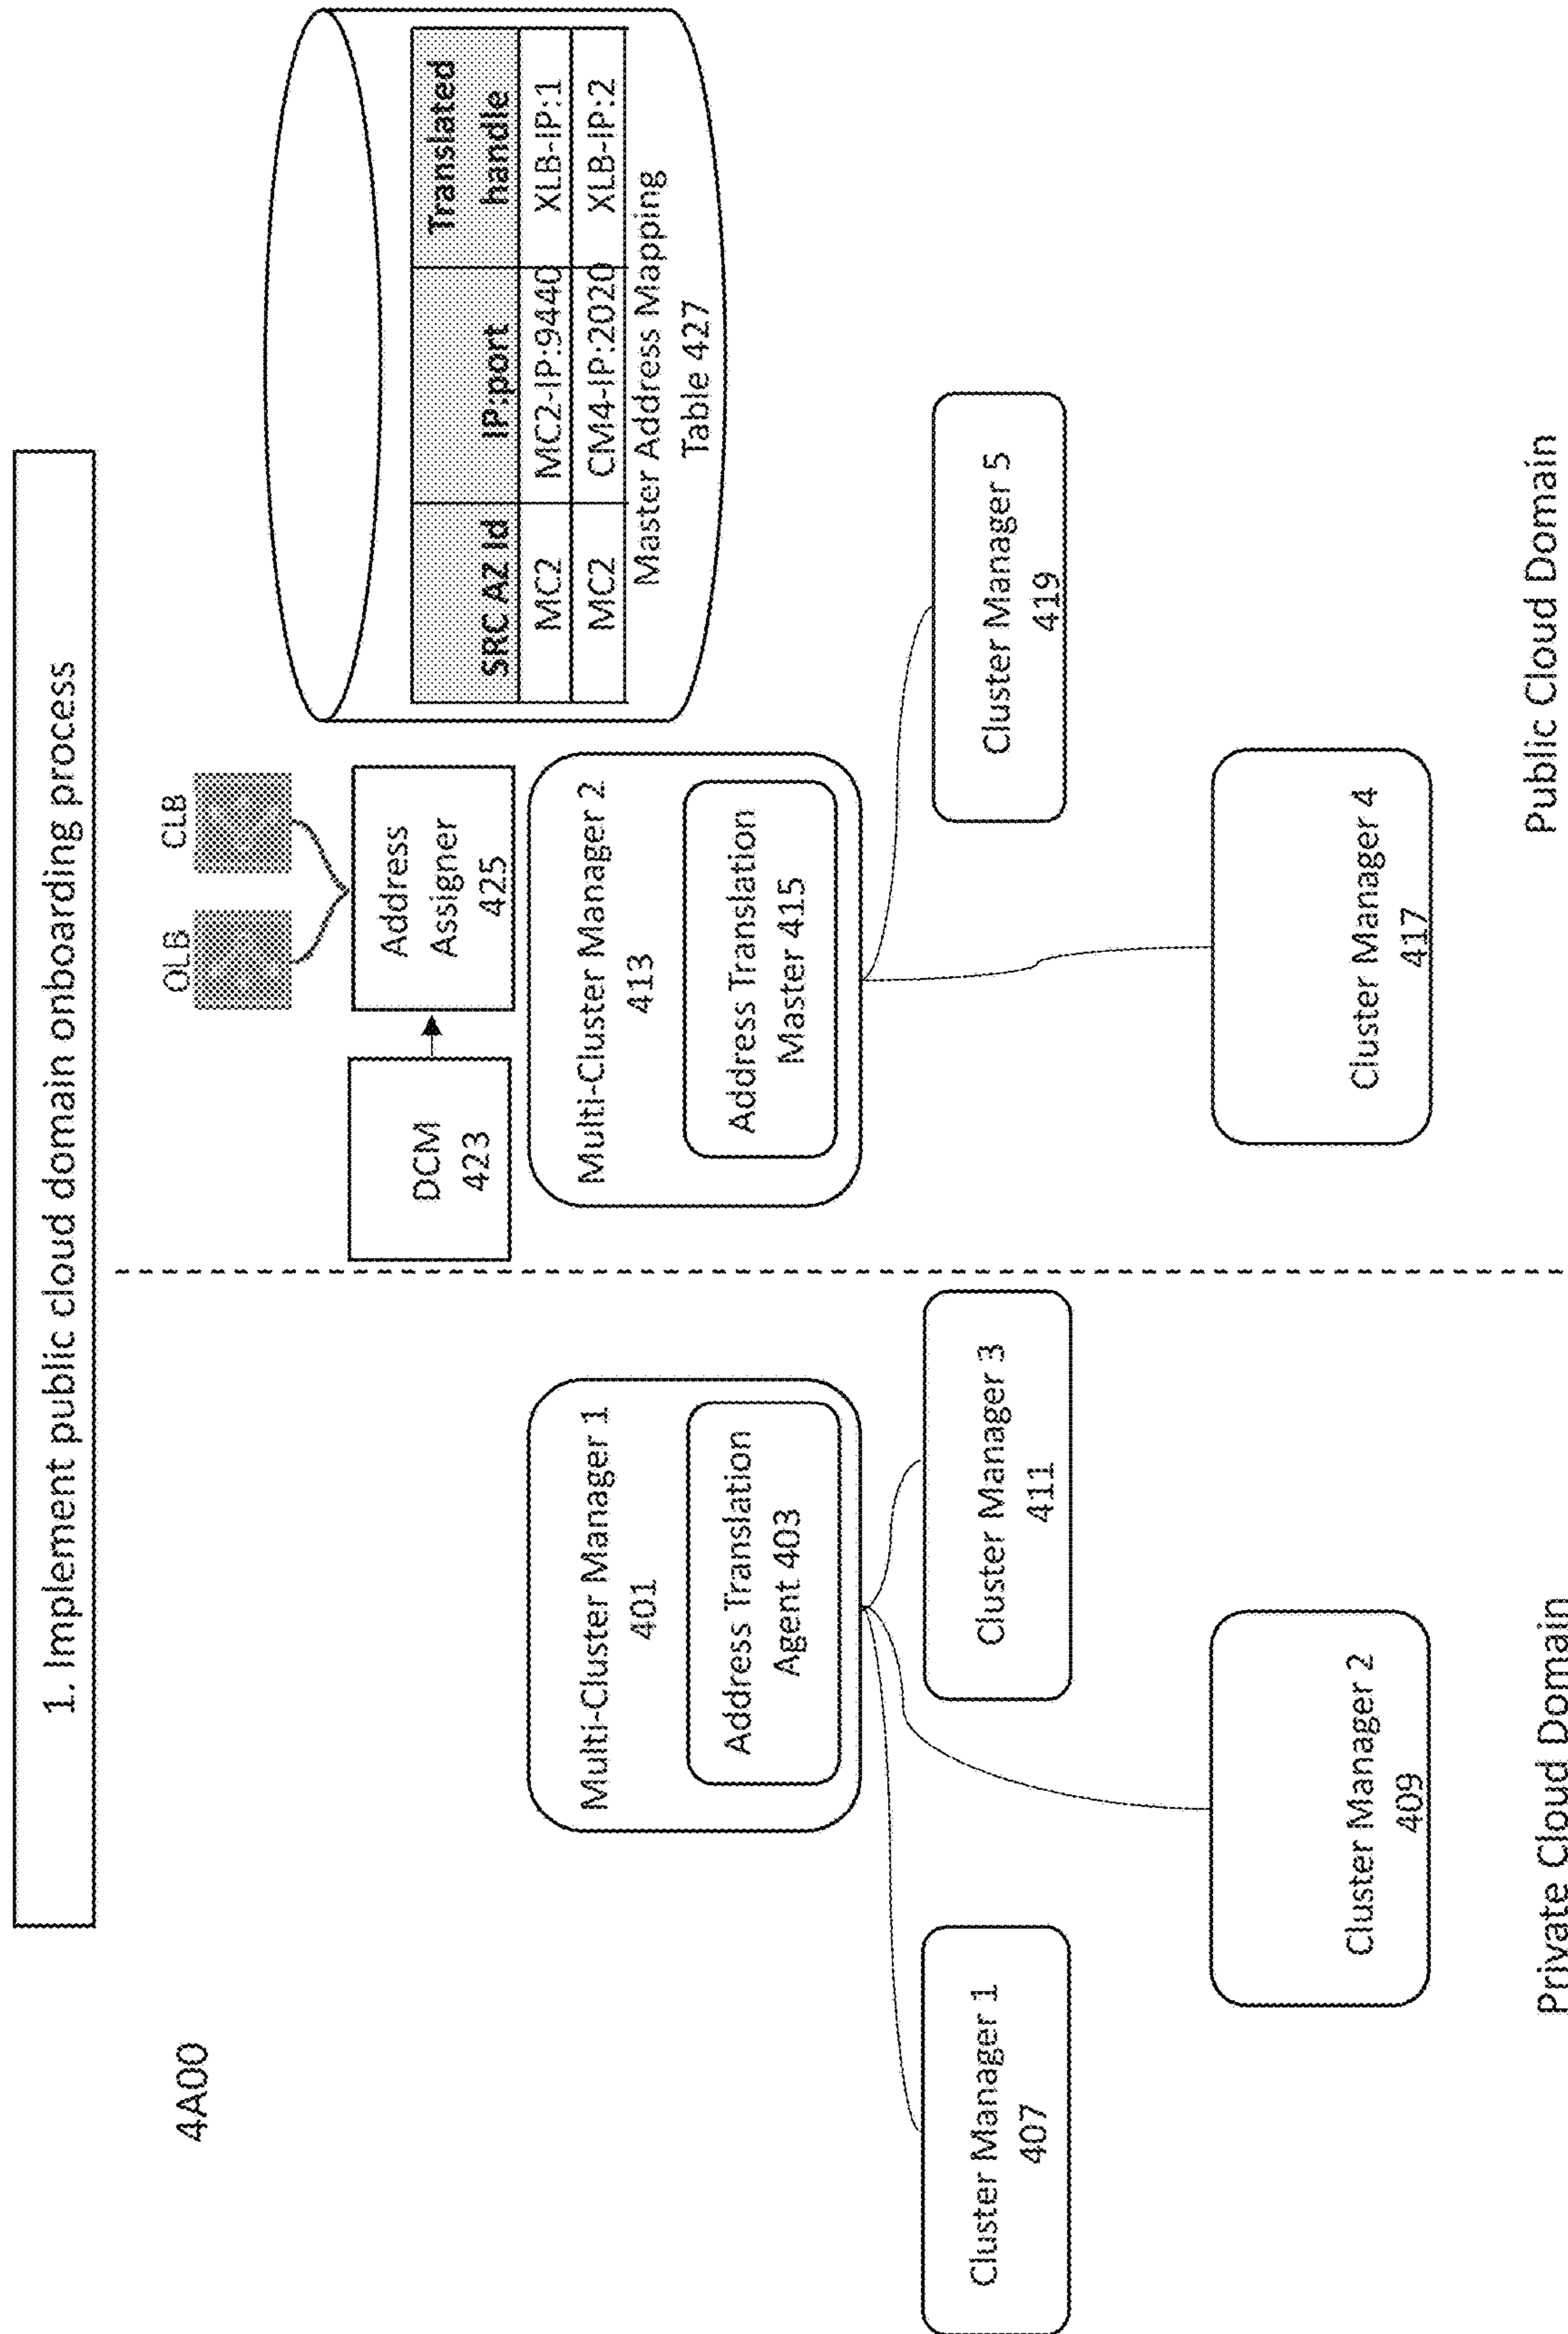 1. Implement public cloud domain onboarding process
4A00
OLB
CLB
DCM
423
Address
Assigner
425
Multi-Cluster Manager 1
401
Address Translation
Agent 403
Multi-Cluster Manager 2
413
Address Translation
Master 415
SRC AZ Id
IP:port
Translated
handle
MC2
MC2-IP:9440
XLB-IP:1
MC2
CM4-IP:2020
XLB-IP:2
Master Address Mapping
Table 427
Cluster Manager 1
407
Cluster Manager 2
409
Cluster Manager 3
411
Cluster Manager 4
417
Cluster Manager 5
419
Private Cloud Domain
Public Cloud Domain